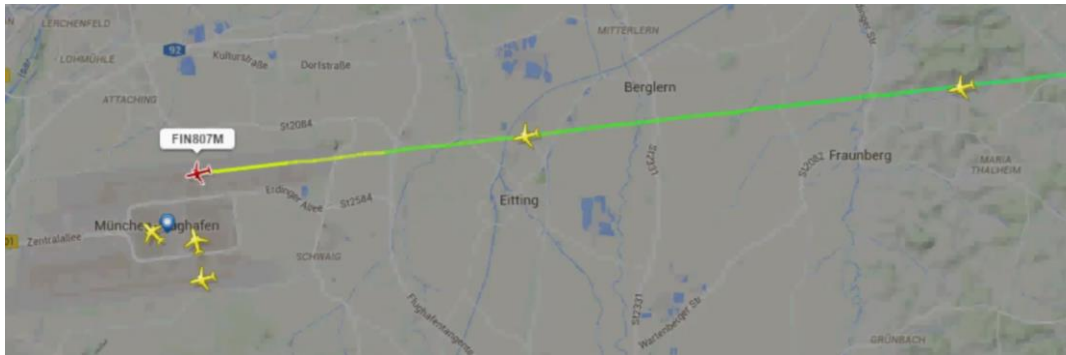 LERCHENFELD
92
MITTERLERN
Kulturstraße
LOHMÜHLE
Dorfstraße
Berglern
ATTACHING
St2084
FIN807M
St2331
St2082
Fraunberg
MARIA
THALHEIM
Erdinger Allee
St2584
Eitting
München Flughafen
Zentralallee
SCHWAIG
Flughafentangente
St2331
Wartenberger Str
GRÜNBACH